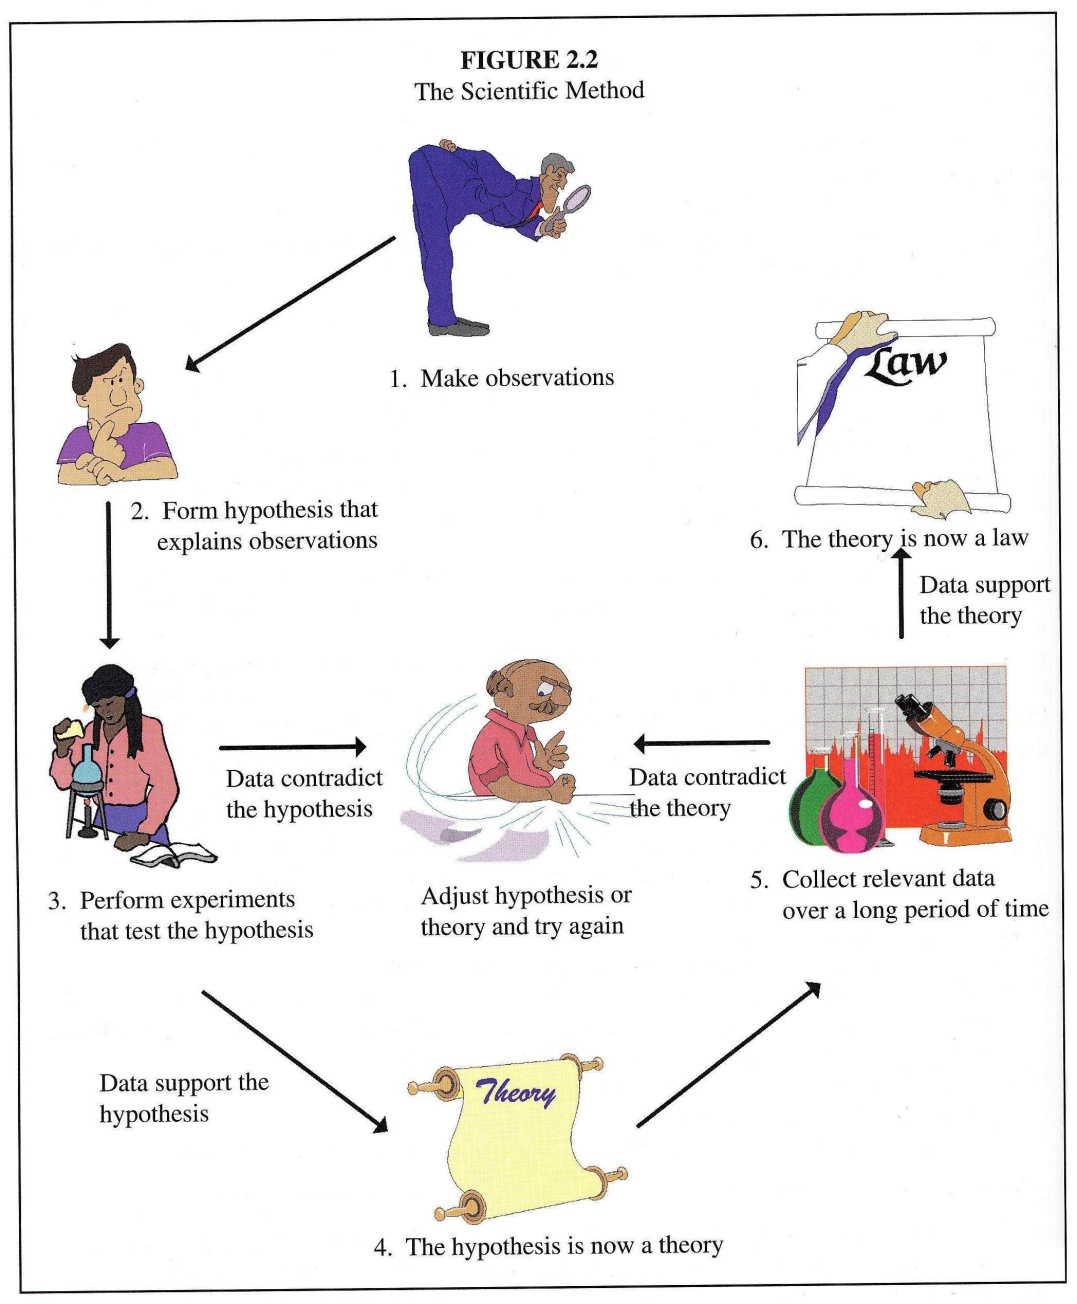 FIGURE 2.2
The Scientific Method
1. Make observations
Law
2. Form hypothesis that
explains observations
6. The theory is now a law
Data support
the theory
Data contradict
the hypothesis
Data contradict
the theory
3. Perform experiments
that test the hypothesis
Adjust hypothesis or
theory and try again
5. Collect relevant data
over a long period of time
Data support the
hypothesis
Theory
4. The hypothesis is now a theory